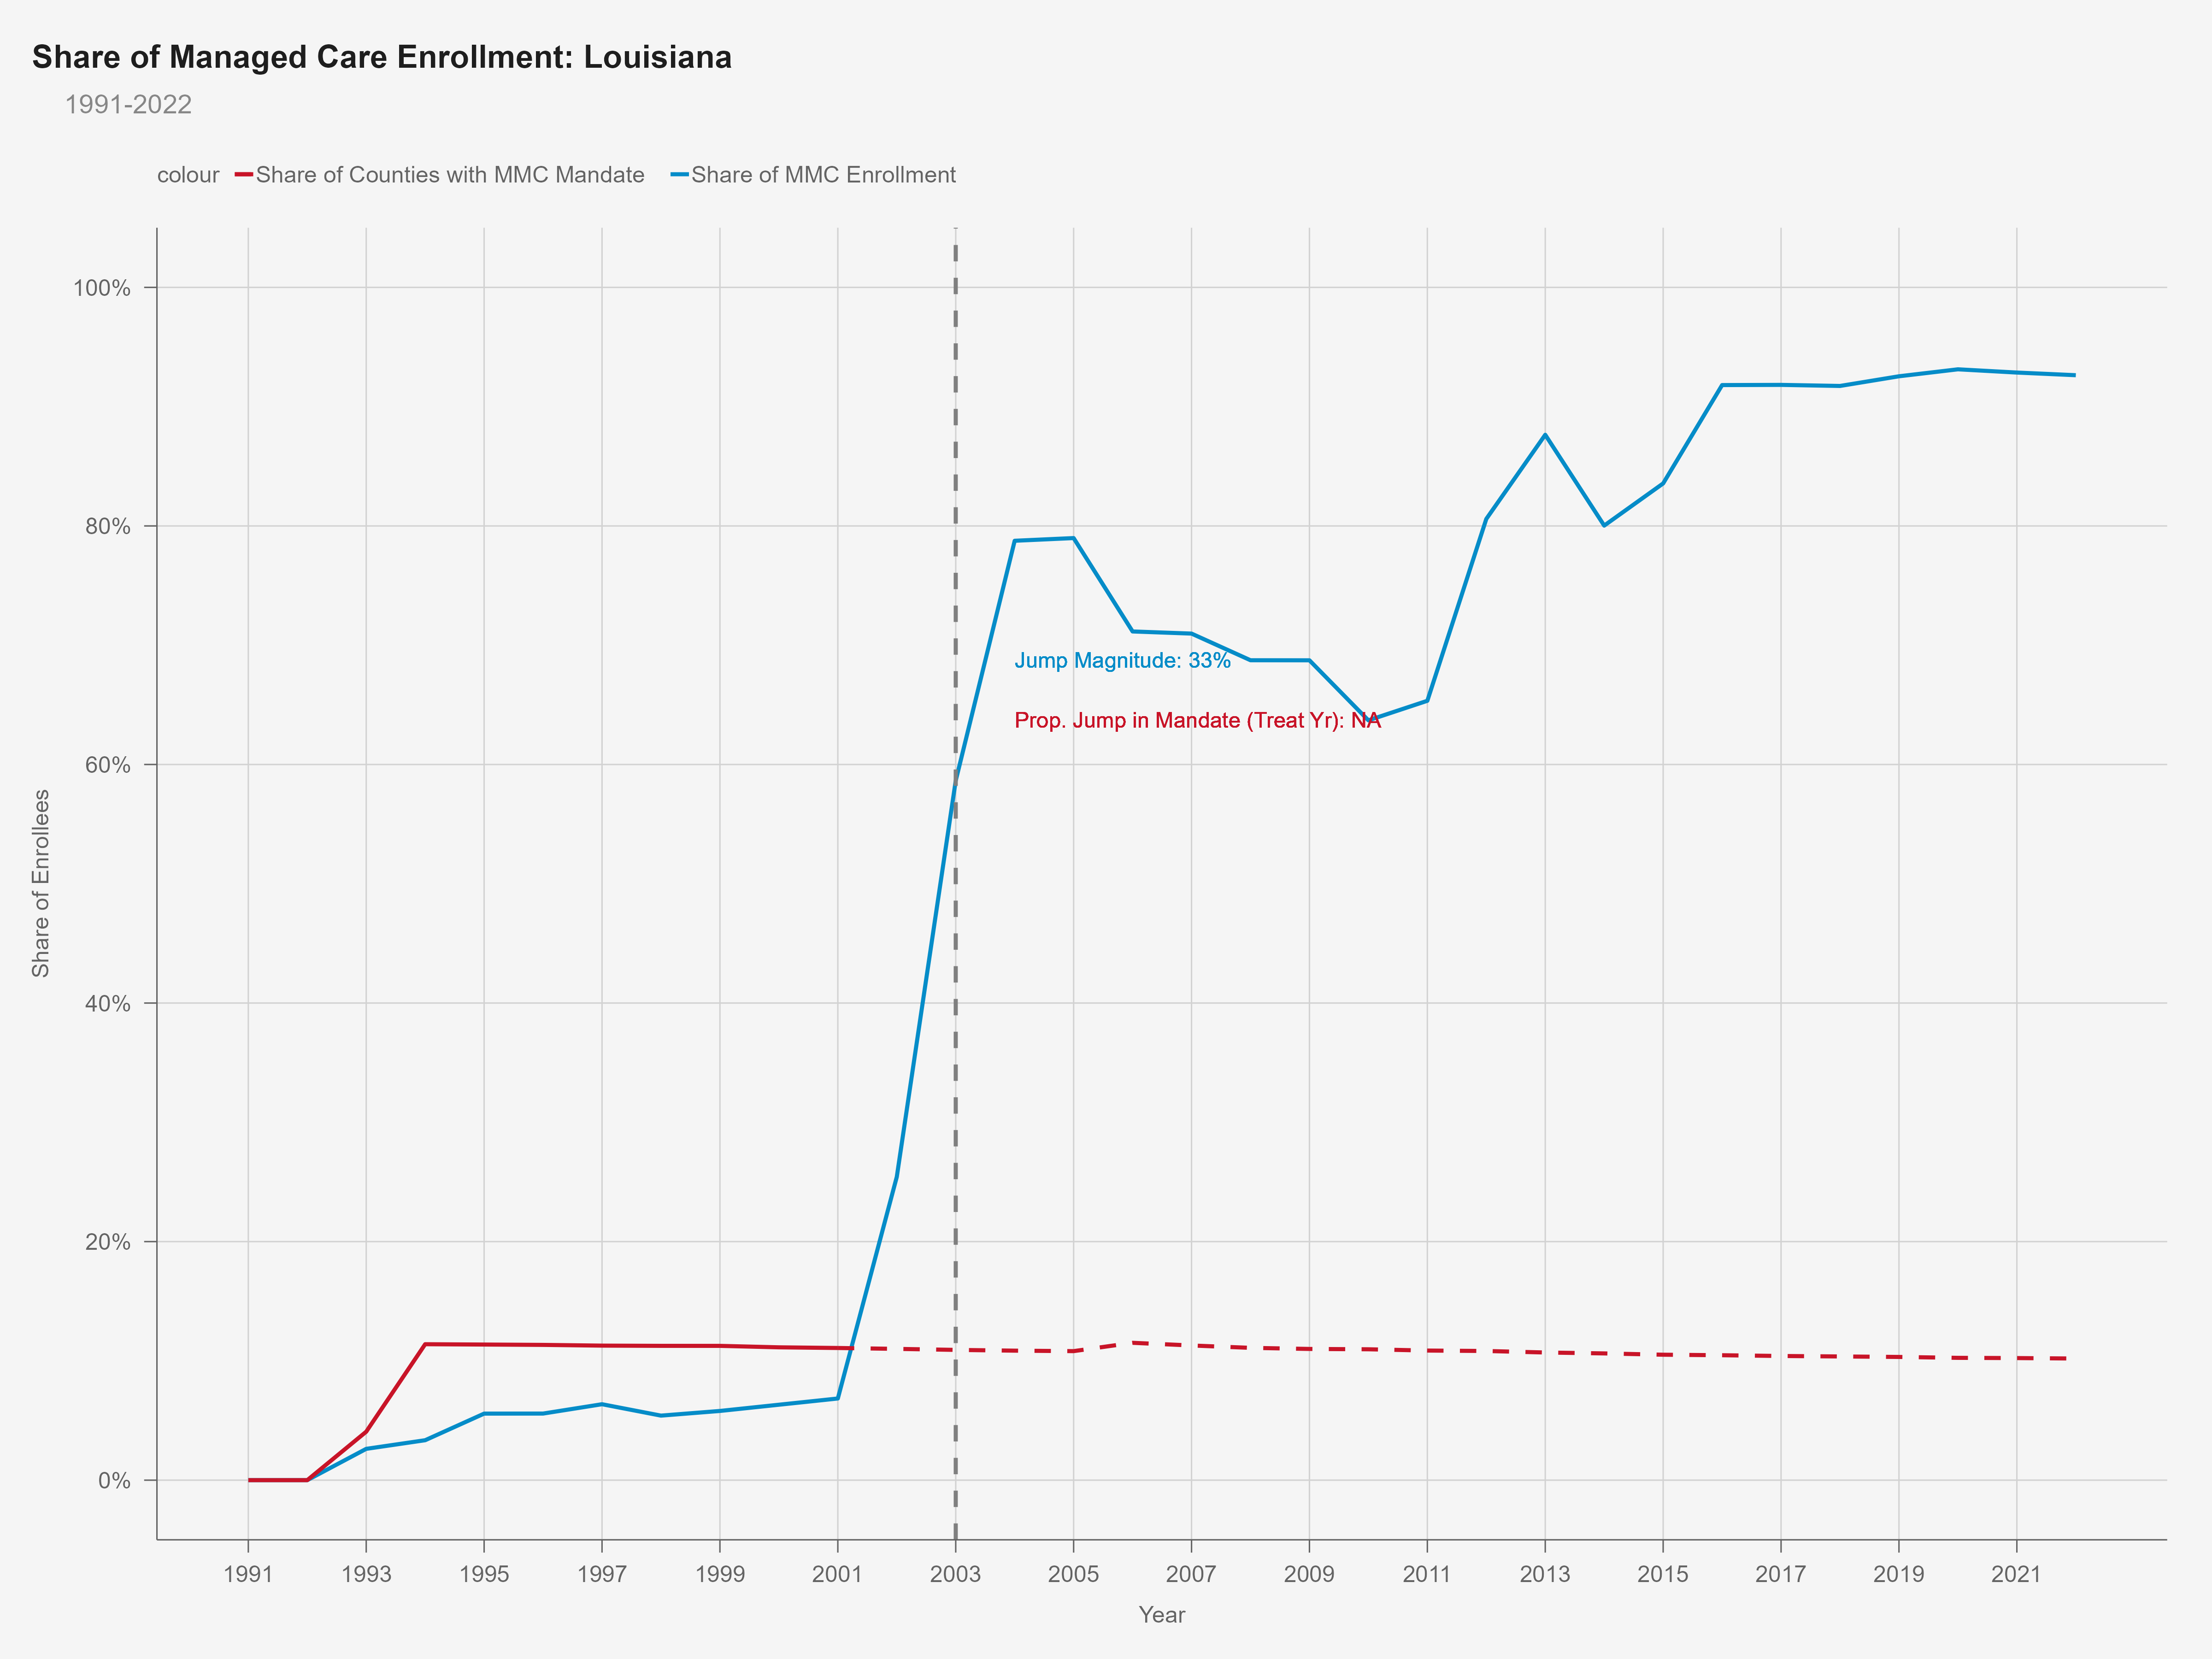 Share of Managed Care Enrollment: Louisiana
1991-2022
colour Share of Counties with MMC Mandate Share of MMC Enrollment
100%
80%
60%
40%
20%
0%
Share of Enrollees
Jump Magnitude: 33%
Prop. Jump in Mandate (Treat Yr): NA
1991 1993 1995 1997 1999 2001 2003 2005 2007 2009 2011 2013 2015 2017 2019 2021
Year